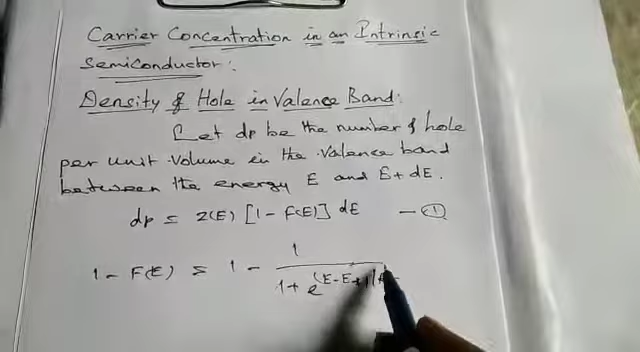 Carrier Concentration in an Intrinsic
Semiconductor:
Density of Hole in Valence Band:
Let dp be the number of hole
per unit volume in the valence band
between the energy E and E + dE.
dp = Z(E) [1 - F(E)] dE — ①
1 - F(E) = 1 - 1 / 1 + e^(E-EF)/k